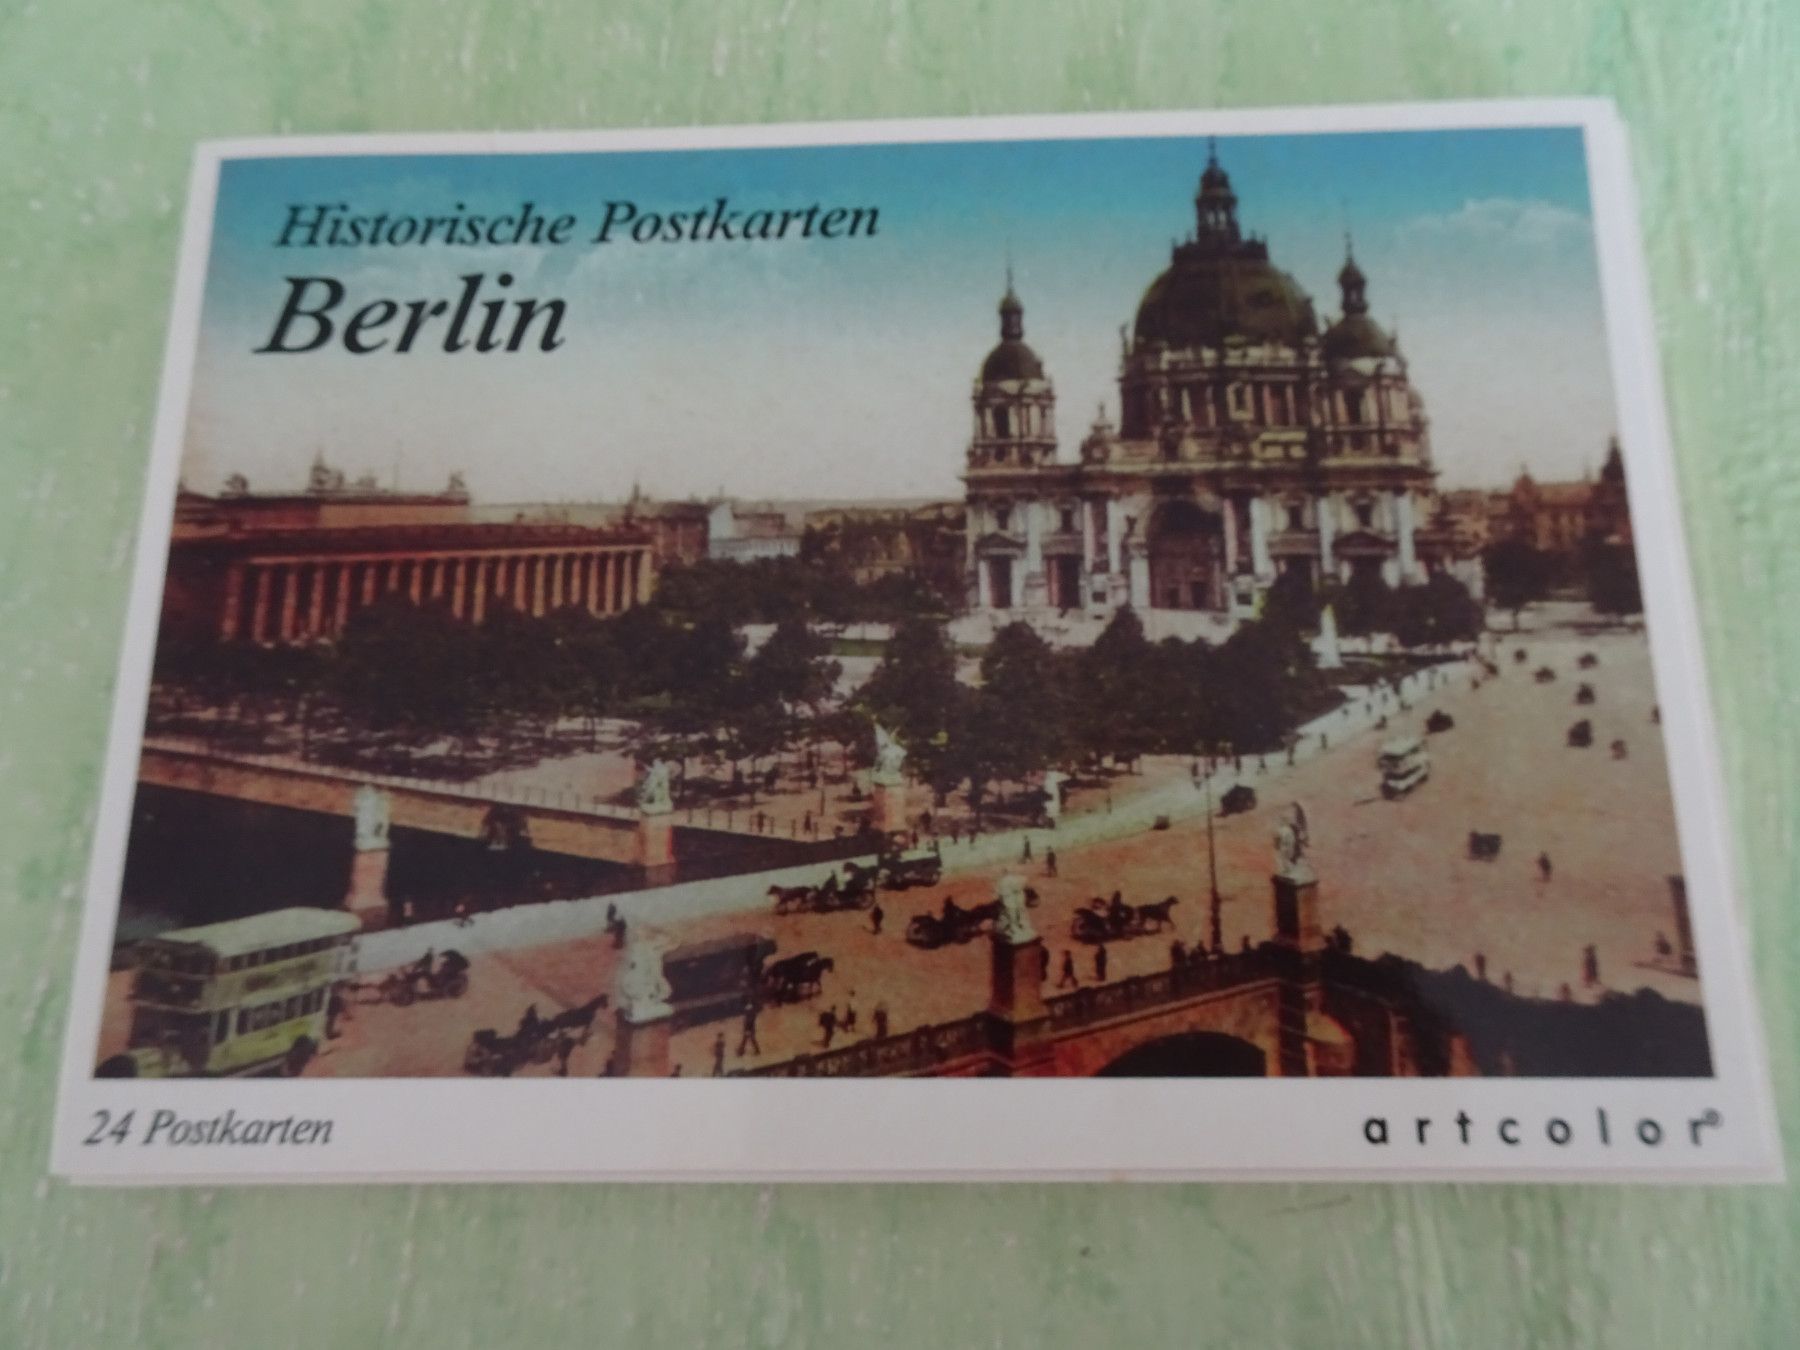 Historische Postkarten
Berlin
24 Postkarten
artcolor®